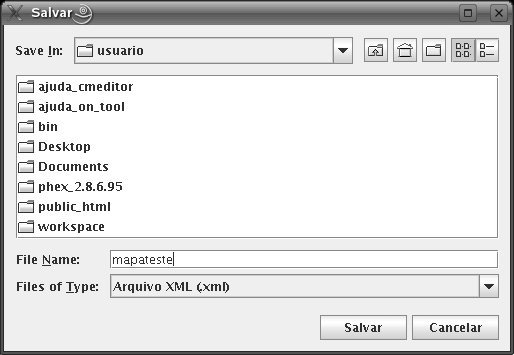 Salvar
Save In: usuario
ajuda_cmeditor
ajuda_on_tool
bin
Desktop
Documents
phex_2.8.6.95
public_html
workspace
File Name: mapateste
Files of Type: Arquivo XML (.xml)
Salvar Cancelar